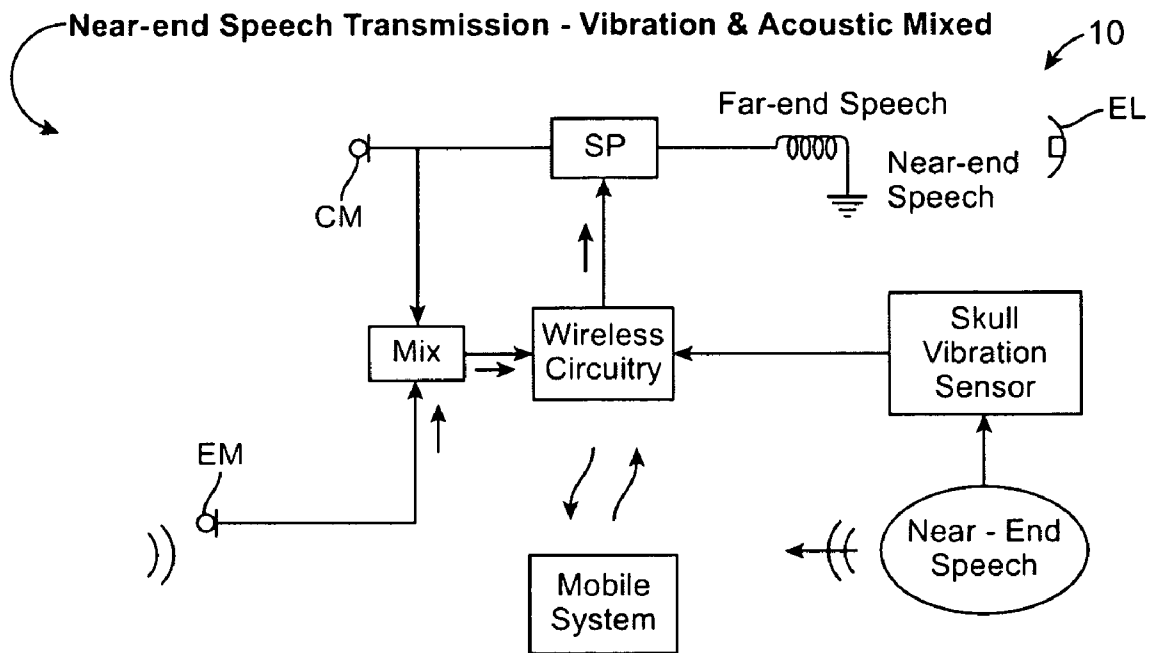 Near-end Speech Transmission - Vibration & Acoustic Mixed
10
Far-end Speech
EL
SP
Near-end
Speech
CM
Mix
Wireless
Circuitry
Skull
Vibration
Sensor
EM
Near - End
Speech
Mobile
System